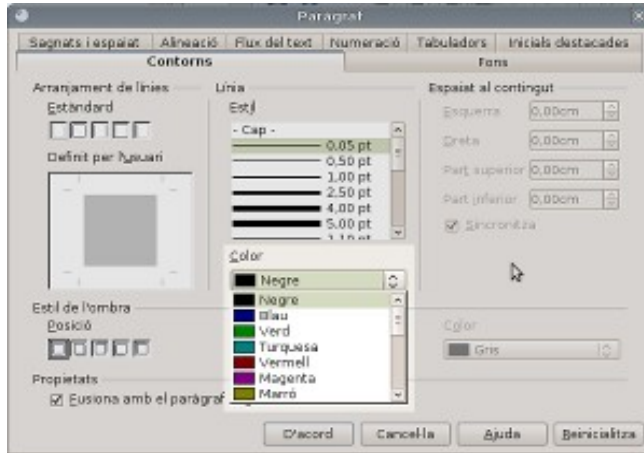 Paràgraf
Sagnats i espaiat Alineació Flux del text Numeració Tabuladors Inicials destacades
Contorns Fons
Arranjament de línies Línia Espaiat al contingut
Estàndard Estil Esquerra 0,00cm
- Cap -
0,05 pt Dreta 0,00cm
Definit per l'usuari 0,50 pt
1,00 pt Part superior 0,00cm
2,50 pt
4,00 pt Part inferior 0,00cm
5,00 pt Sincronitza
1,10 pt
Color
Negre
Negre
Estil de l'ombra Blau
Posició Verd Color
Turquesa Gris
Vermell
Propietats Magenta
Fusiona amb el paràgraf Marró
D'acord Cancel·la Ajuda Reinicialitza